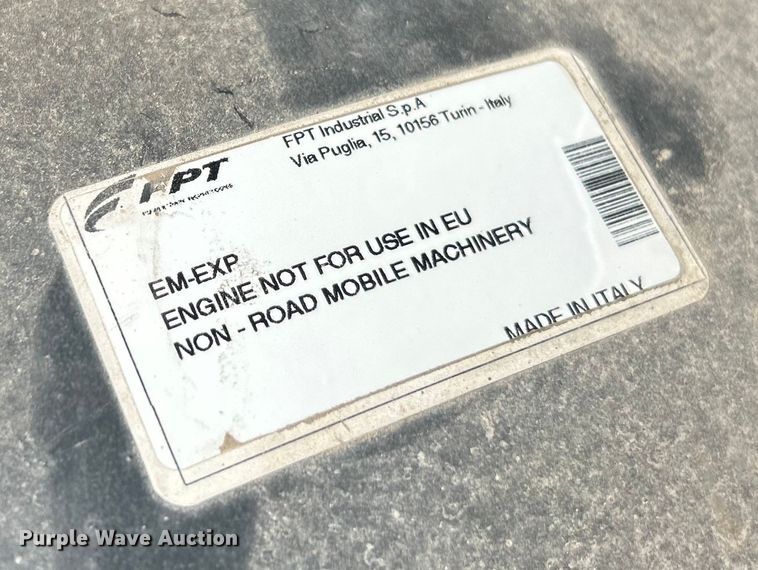 FPT
FPT Industrial S.p.A
Via Puglia, 15, 10156 Turin - Italy
EM-EXP
ENGINE NOT FOR USE IN EU
NON - ROAD MOBILE MACHINERY
MADE IN ITALY
Purple Wave Auction